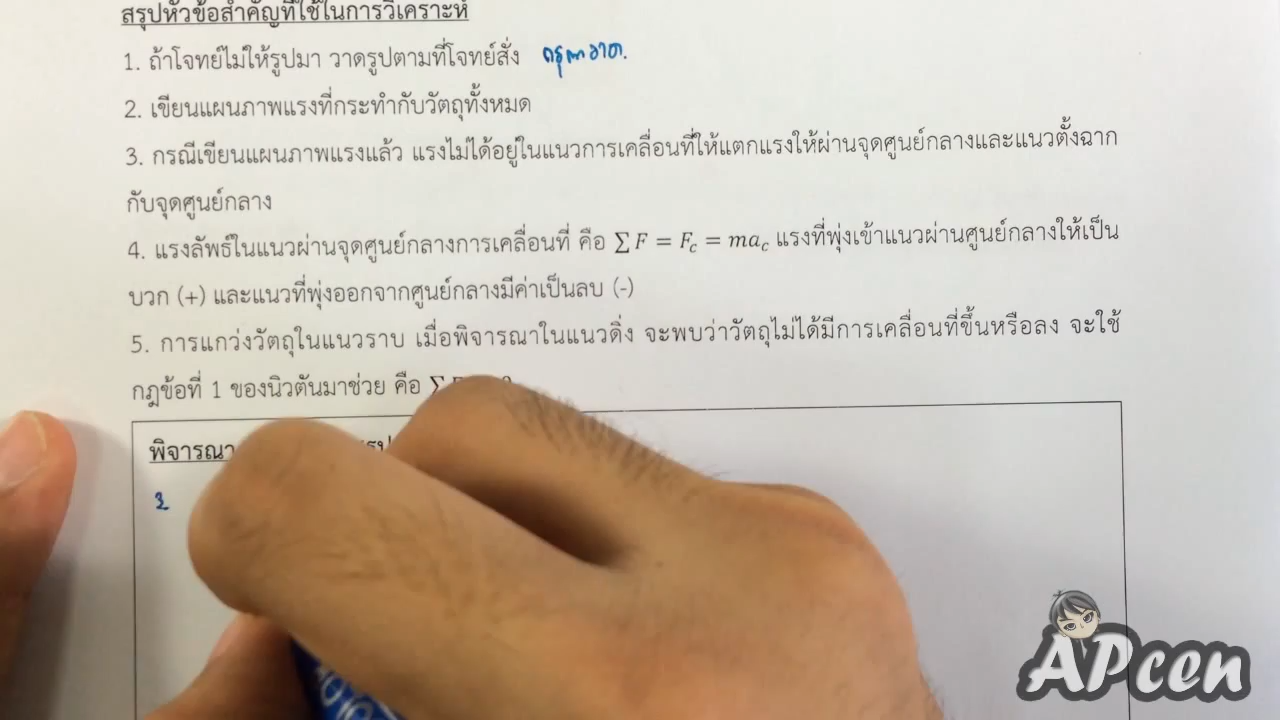 สรุปหัวข้อสำคัญที่ใช้ในการวิเคราะห์
1. ถ้าโจทย์ไม่ให้รูปมา วาดรูปตามที่โจทย์สั่ง
2. เขียนแผนภาพแรงที่กระทำกับวัตถุทั้งหมด
3. กรณีเขียนแผนภาพแรงแล้ว แรงไม่ได้อยู่ในแนวการเคลื่อนที่ให้แตกแรงให้ผ่านจุดศูนย์กลางและแนวตั้งฉาก
กับจุดศูนย์กลาง
4. แรงลัพธ์ในแนวผ่านจุดศูนย์กลางการเคลื่อนที่ คือ ∑F = F_c = ma_c แรงที่พุ่งเข้าแนวผ่านศูนย์กลางให้เป็น
บวก (+) และแนวที่พุ่งออกจากศูนย์กลางมีค่าเป็นลบ (-)
5. การแกว่งวัตถุในแนวราบ เมื่อพิจารณาในแนวดิ่ง จะพบว่าวัตถุไม่ได้มีการเคลื่อนที่ขึ้นหรือลง จะใช้
กฎข้อที่ 1 ของนิวตันมาช่วย คือ ∑
พิจารณา
APcen